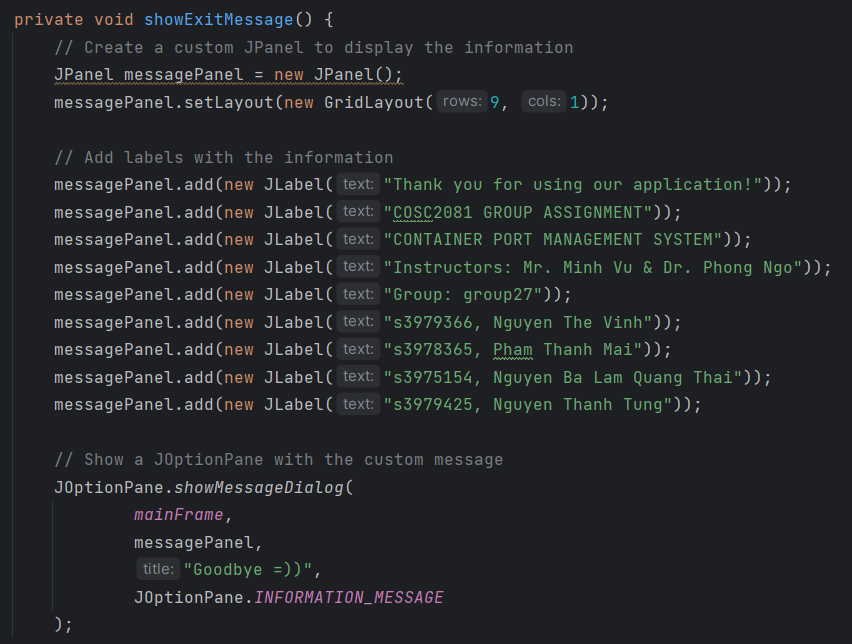 private void showExitMessage() {
    // Create a custom JPanel to display the information
    JPanel messagePanel = new JPanel();
    messagePanel.setLayout(new GridLayout( rows: 9,  cols: 1));

    // Add labels with the information
    messagePanel.add(new JLabel( text: "Thank you for using our application!"));
    messagePanel.add(new JLabel( text: "COSC2081 GROUP ASSIGNMENT"));
    messagePanel.add(new JLabel( text: "CONTAINER PORT MANAGEMENT SYSTEM"));
    messagePanel.add(new JLabel( text: "Instructors: Mr. Minh Vu & Dr. Phong Ngo"));
    messagePanel.add(new JLabel( text: "Group: group27"));
    messagePanel.add(new JLabel( text: "s3979366, Nguyen The Vinh"));
    messagePanel.add(new JLabel( text: "s3978365, Pham Thanh Mai"));
    messagePanel.add(new JLabel( text: "s3975154, Nguyen Ba Lam Quang Thai"));
    messagePanel.add(new JLabel( text: "s3979425, Nguyen Thanh Tung"));

    // Show a JOptionPane with the custom message
    JOptionPane.showMessageDialog(
            mainFrame,
            messagePanel,
            title: "Goodbye =))",
            JOptionPane.INFORMATION_MESSAGE
    );